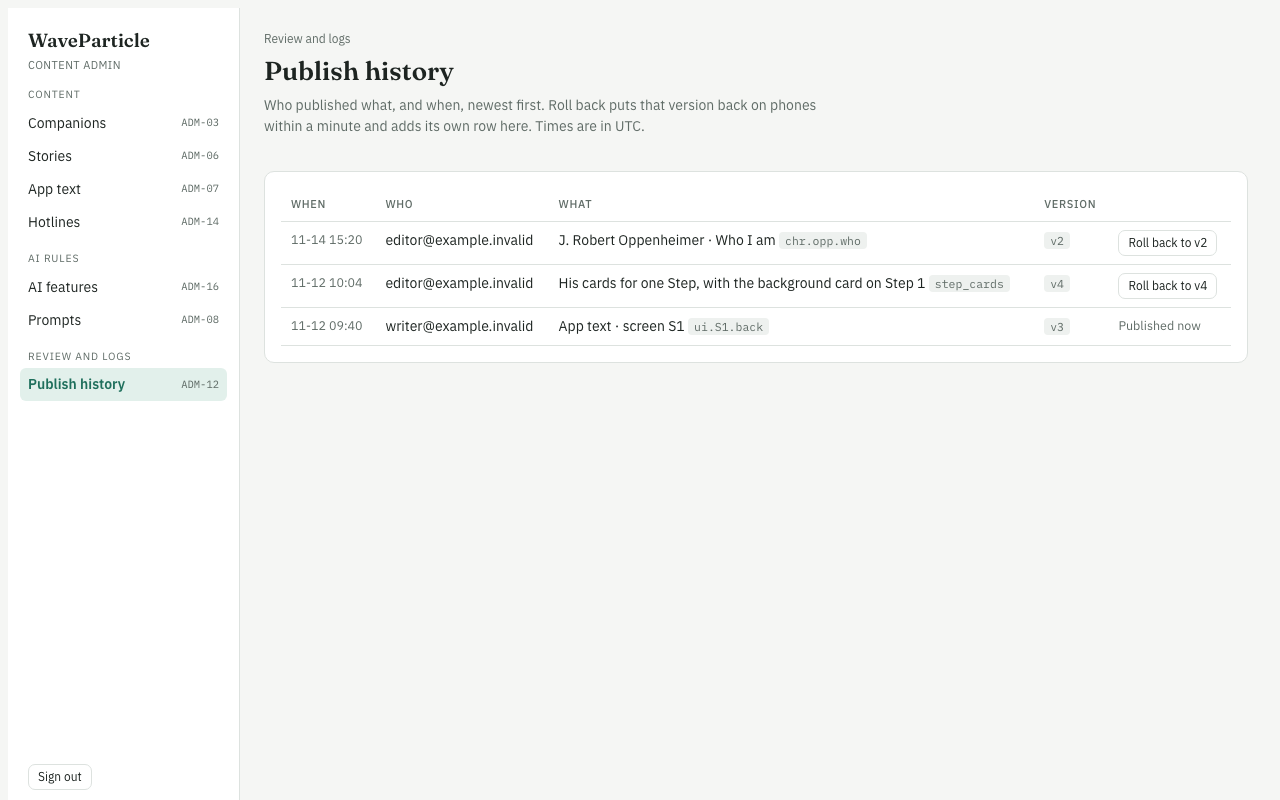 WaveParticle
CONTENT ADMIN
CONTENT
Companions ADM-03
Stories ADM-06
App text ADM-07
Hotlines ADM-14
AI RULES
AI features ADM-16
Prompts ADM-08
REVIEW AND LOGS
Publish history ADM-12
Sign out
Review and logs
Publish history
Who published what, and when, newest first. Roll back puts that version back on phones
within a minute and adds its own row here. Times are in UTC.
WHEN WHO WHAT VERSION
11-14 15:20 editor@example.invalid J. Robert Oppenheimer · Who I am chr.opp.who v2 Roll back to v2
11-12 10:04 editor@example.invalid His cards for one Step, with the background card on Step 1 step_cards v4 Roll back to v4
11-12 09:40 writer@example.invalid App text · screen S1 ui.S1.back v3 Published now